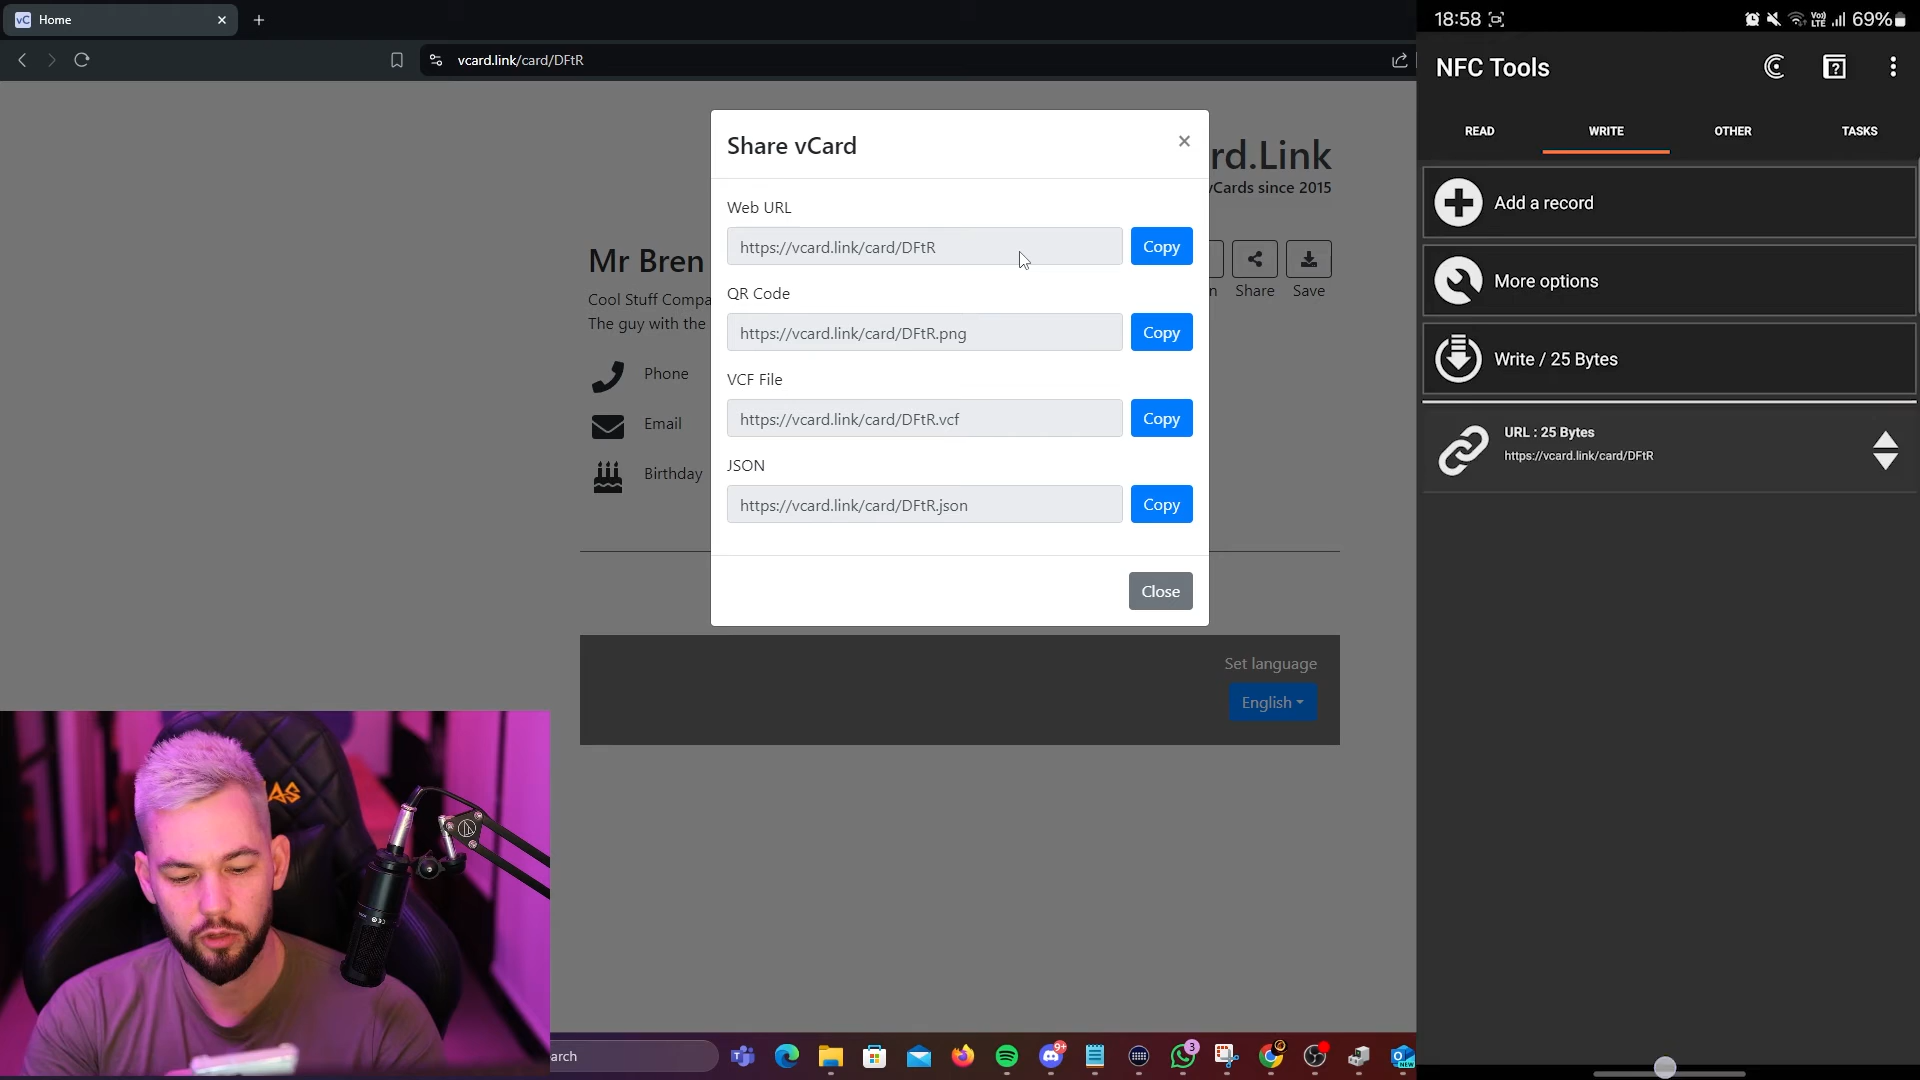 Home
vcard.link/card/DFtR
Share vCard
Web URL
https://vcard.link/card/DFtR
Copy
QR Code
https://vcard.link/card/DFtR.png
Copy
VCF File
https://vcard.link/card/DFtR.vcf
Copy
JSON
https://vcard.link/card/DFtR.json
Copy
Close
rd.Link
vCards since 2015
Mr Bren
Cool Stuff Compa
The guy with the
Share
Save
Phone
Email
Birthday
Set language
English
arch
9+
3
NEW
AS
18:58
69%
NFC Tools
READ
WRITE
OTHER
TASKS
Add a record
More options
Write / 25 Bytes
URL : 25 Bytes
https://vcard.link/card/DFtR